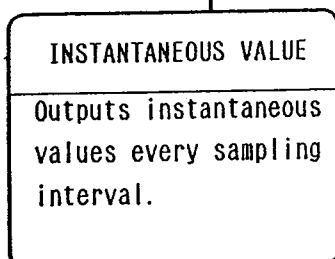 INSTANTANEOUS VALUE
Outputs instantaneous
values every sampling
interval.